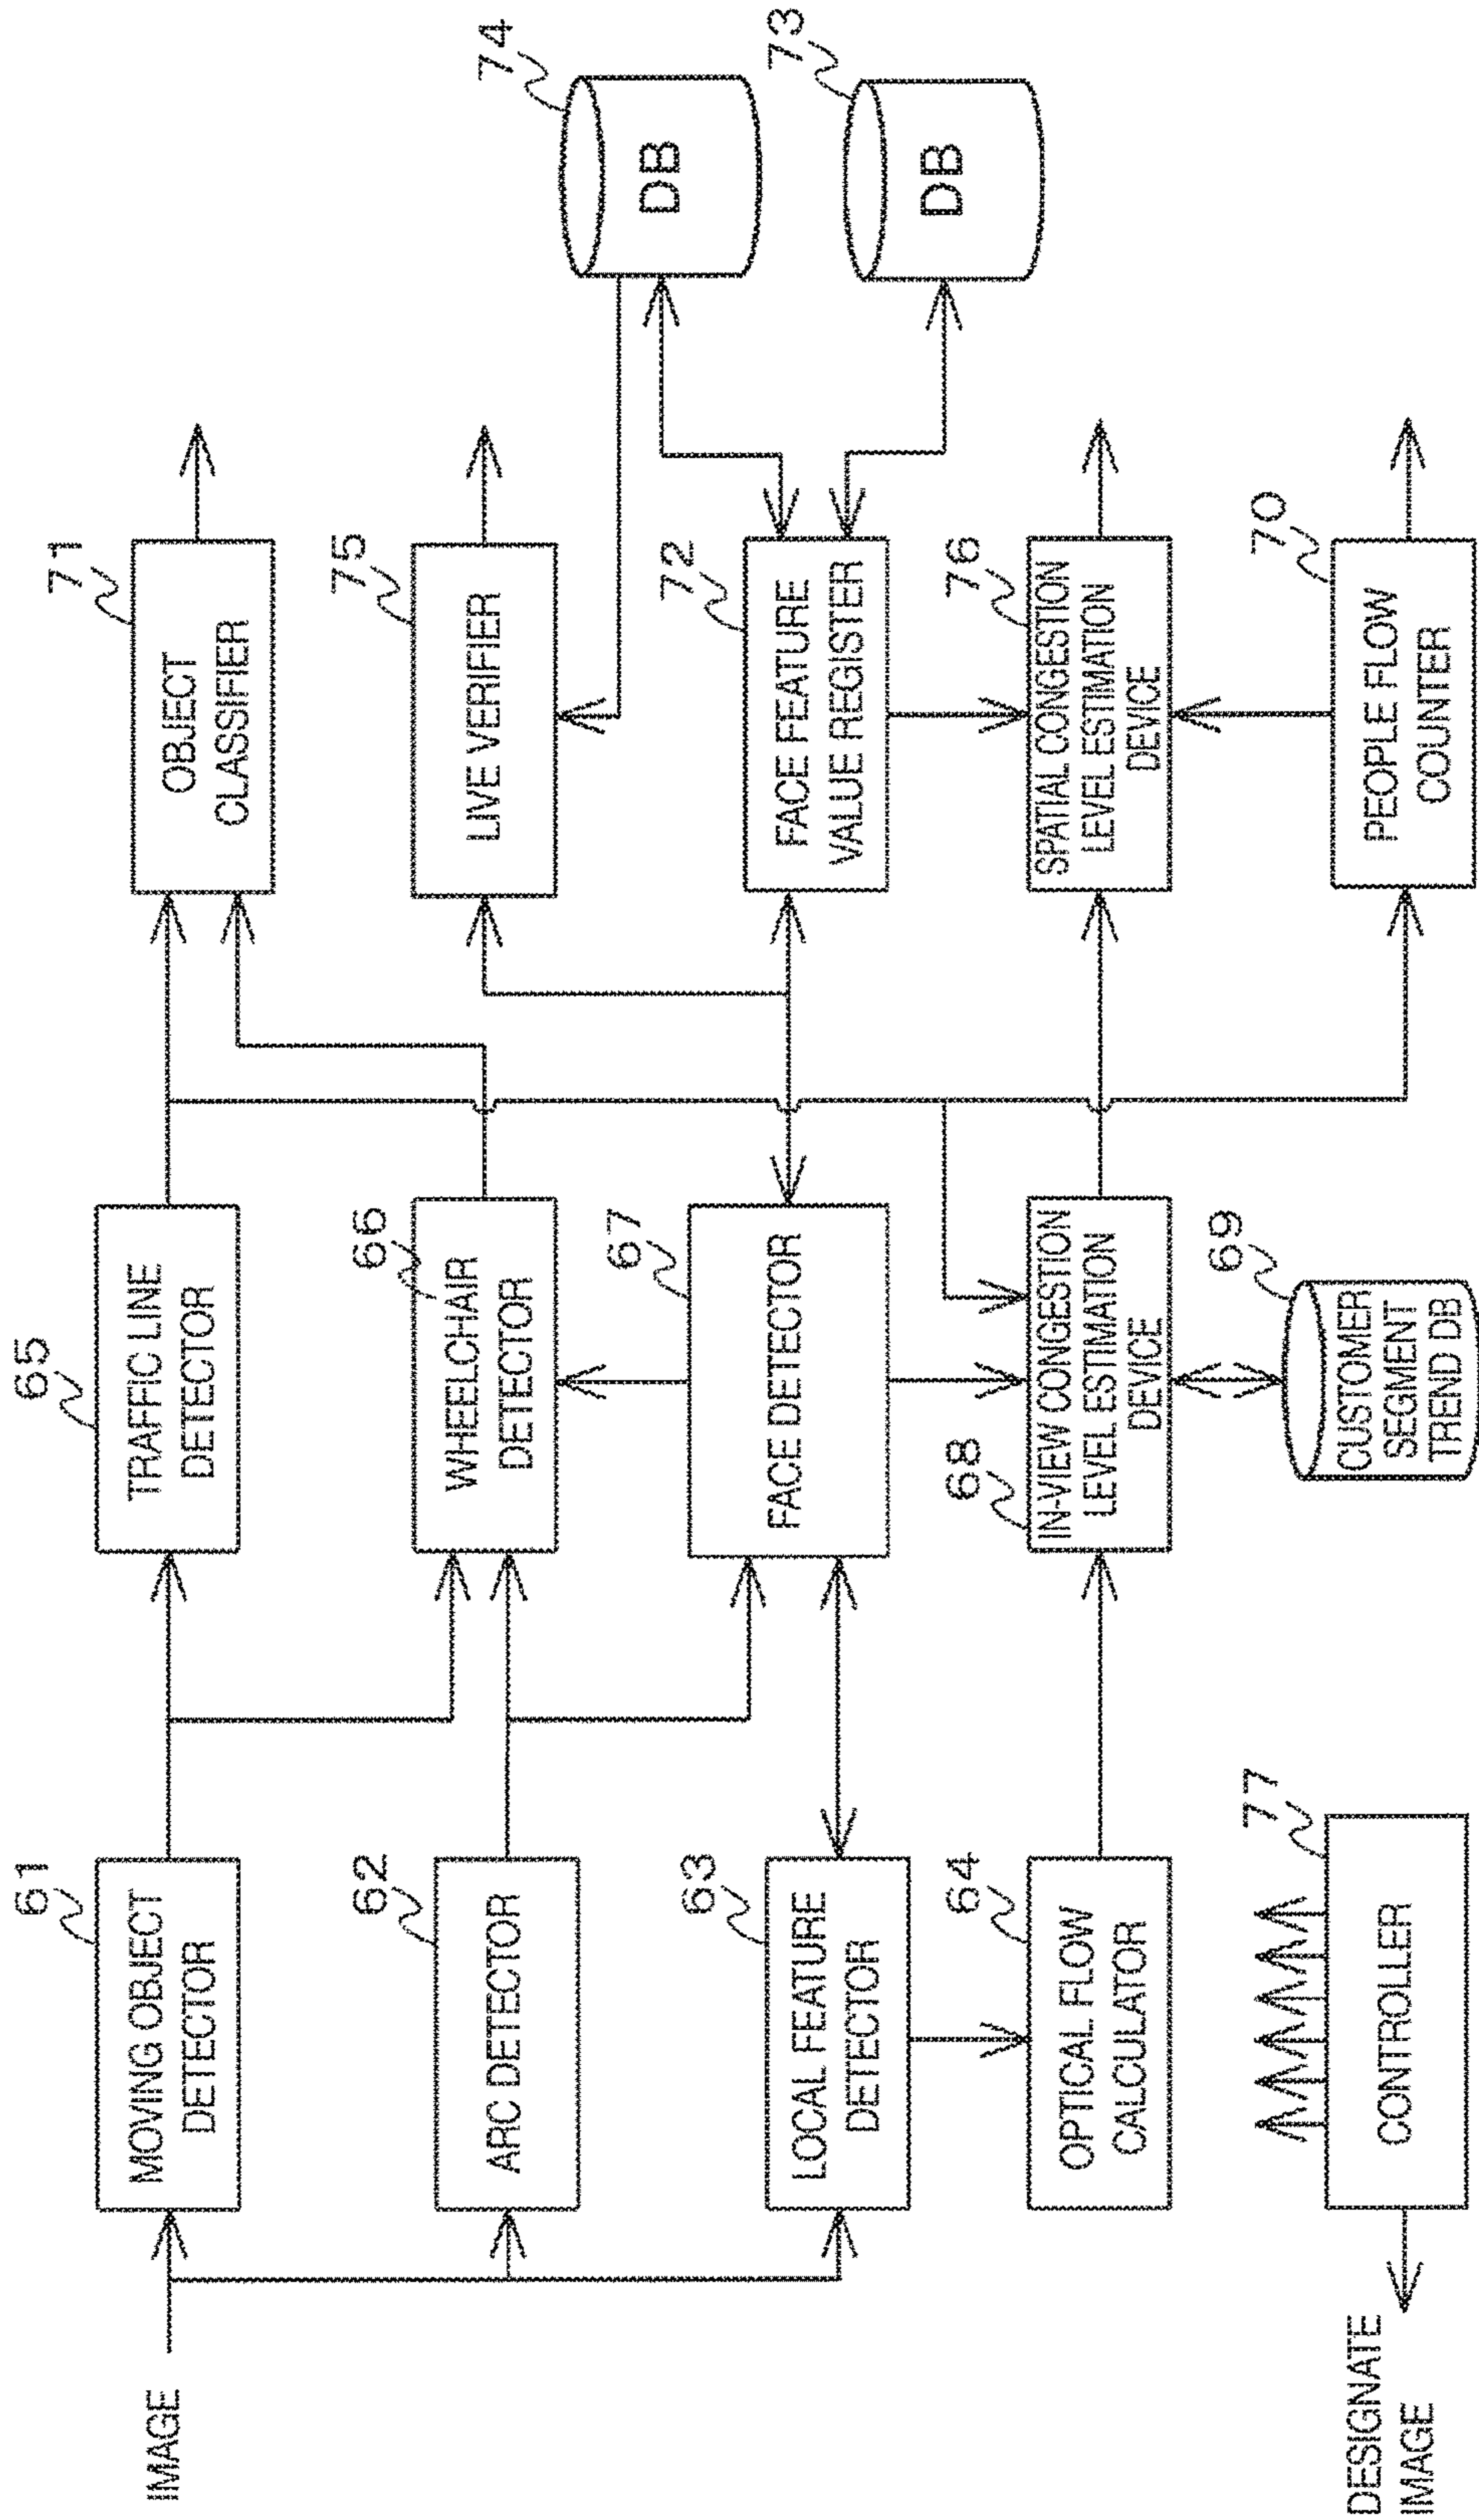 IMAGE
61
MOVING OBJECT
DETECTOR
62
ARC DETECTOR
63
LOCAL FEATURE
DETECTOR
64
OPTICAL FLOW
CALCULATOR
77
CONTROLLER
DESIGNATE
IMAGE
65
TRAFFIC LINE
DETECTOR
66
WHEELCHAIR
DETECTOR
67
FACE DETECTOR
68
IN-VIEW CONGESTION
LEVEL ESTIMATION
DEVICE
69
CUSTOMER
SEGMENT
TREND DB
71
OBJECT
CLASSIFIER
75
LIVE VERIFIER
72
FACE FEATURE
VALUE REGISTER
76
SPATIAL CONGESTION
LEVEL ESTIMATION
DEVICE
70
PEOPLE FLOW
COUNTER
74
DB
73
DB